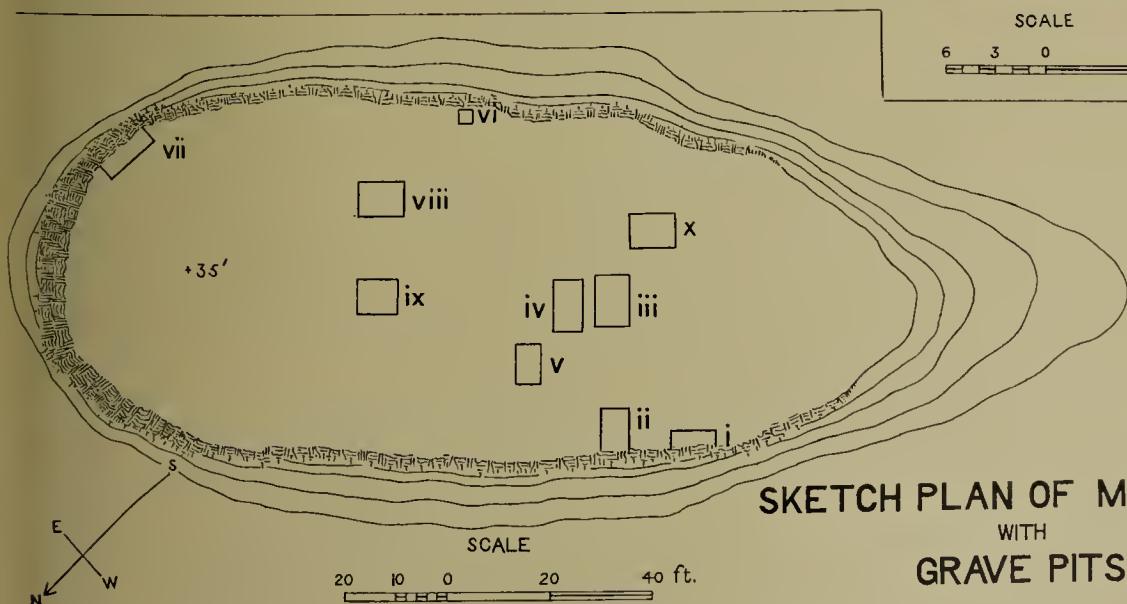 SCALE
6 3 0
vi
vii
viii
x
+35'
ix
iv
iii
v
ii
i
S
E
W
N
SCALE
20 10 0 20 40 ft.
SKETCH PLAN OF M
WITH
GRAVE PITS